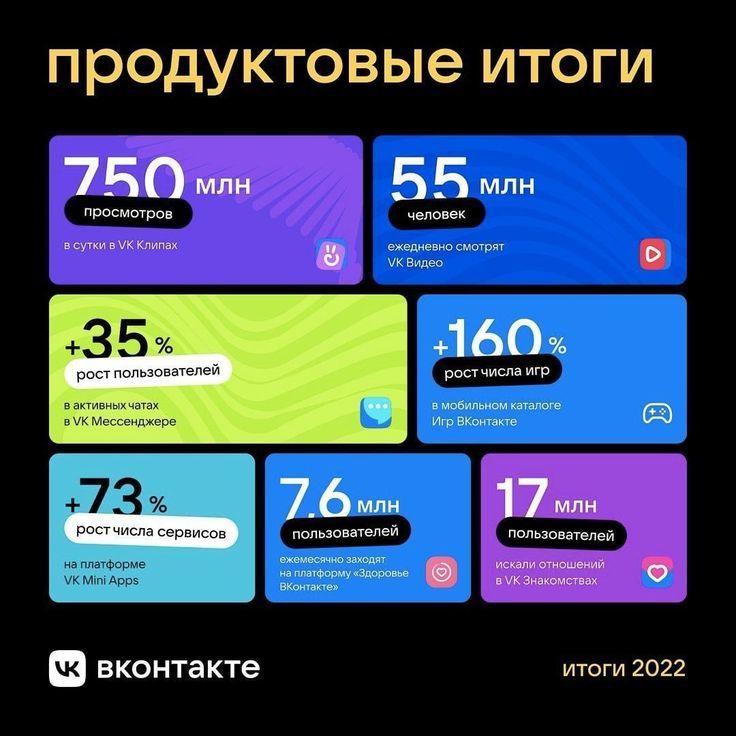 продуктовые итоги
750 млн
просмотров
в сутки в VK Клипах
55 млн
человек
ежедневно смотрят
VK Видео
+35 %
рост пользователей
в активных чатах
в VK Мессенджере
+160 %
рост числа игр
в мобильном каталоге
Игр ВКонтакте
+73 %
рост числа сервисов
на платформе
VK Mini Apps
7,6 млн
пользователей
ежемесячно заходят
на платформу «Здоровье
ВКонтакте»
17 млн
пользователей
искали отношений
в VK Знакомствах
VK вконтакте
итоги 2022